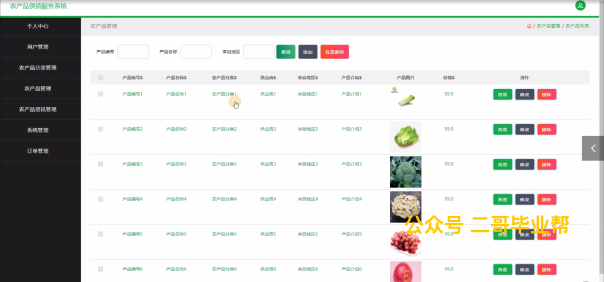 农产品供销服务系统
个人中心
用户管理
农产品分类管理
农产品管理
农产品资讯管理
系统管理
订单管理
农产品管理
/ 农产品管理 / 农产品列表
产品编号 产品名称 来自地区 查询 添加 批量删除
产品编号 产品名称 农产品分类 供应商 来自地区 产品介绍 产品图片 价格 操作
产品编号1 产品名称1 农产品分类1 供应商1 来自地区1 产品介绍1 99.9 查看 修改 删除
产品编号2 产品名称2 农产品分类2 供应商2 来自地区2 产品介绍2 99.9 查看 修改 删除
产品编号3 产品名称3 农产品分类3 供应商3 来自地区3 产品介绍3 99.9 查看 修改 删除
产品编号4 产品名称4 农产品分类4 供应商4 来自地区4 产品介绍4 99.9 查看 修改 删除
公众号 二哥毕业帮
产品编号5 产品名称5 农产品分类5 供应商5 来自地区5 产品介绍5 99.9 查看 修改 删除
产品编号6 产品名称6 农产品分类6 供应商6 来自地区6 产品介绍6 99.9 查看 修改 删除